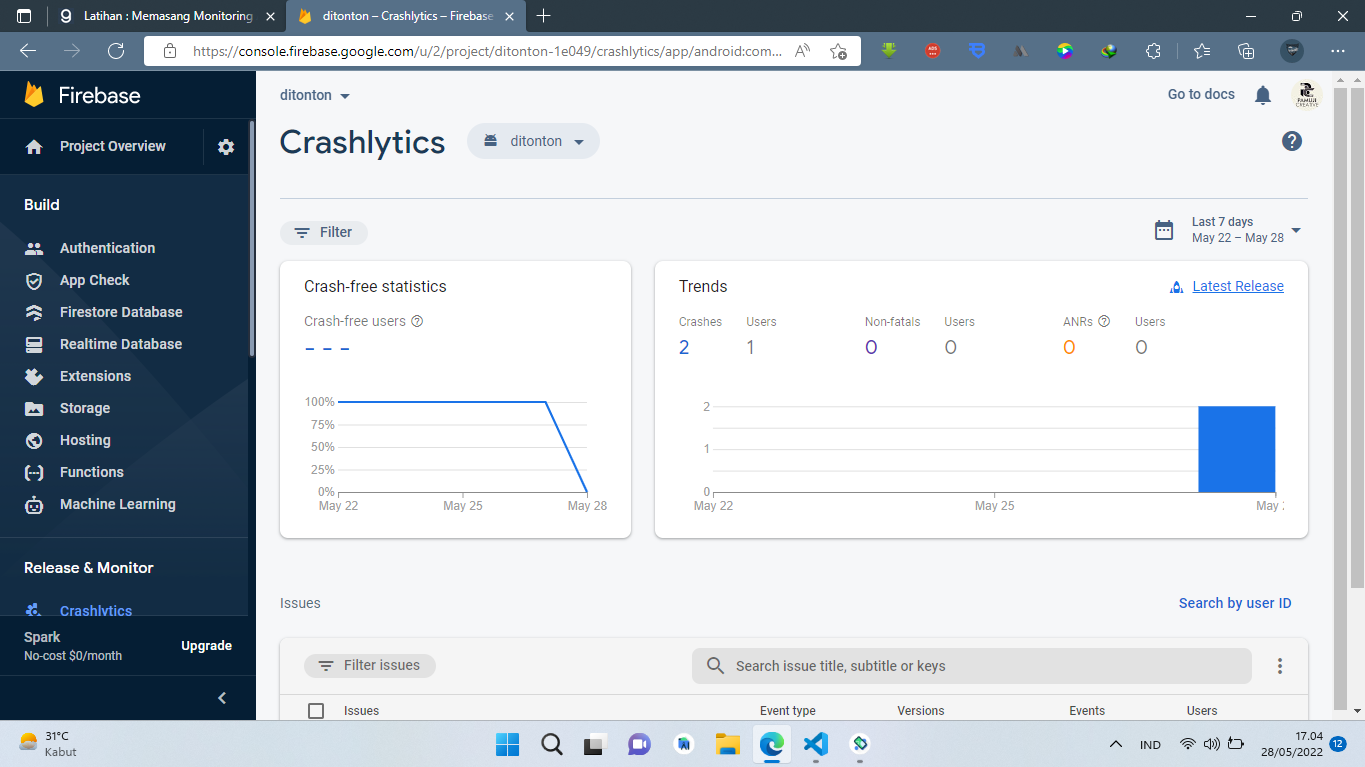 Latihan : Memasang Monitoring
ditonton – Crashlytics – Firebase
https://console.firebase.google.com/u/2/project/ditonton-1e049/crashlytics/app/android:com...
Firebase
ditonton
Go to docs
FAMUJI
CREATIVE
Project Overview
Crashlytics
ditonton
Build
Authentication
App Check
Firestore Database
Realtime Database
Extensions
Storage
Hosting
Functions
Machine Learning
Release & Monitor
Crashlytics
Spark
No-cost $0/month
Upgrade
Filter
Last 7 days
May 22 – May 28
Crash-free statistics
Crash-free users
– – –
100%
75%
50%
25%
0%
May 22 May 25 May 28
Trends
Latest Release
Crashes Users Non-fatals Users ANRs Users
2 1 0 0 0 0
2
1
0
May 22 May 25 May
Issues
Search by user ID
Filter issues
Search issue title, subtitle or keys
Issues Event type Versions Events Users
31°C
Kabut
IND
17.04
28/05/2022
12